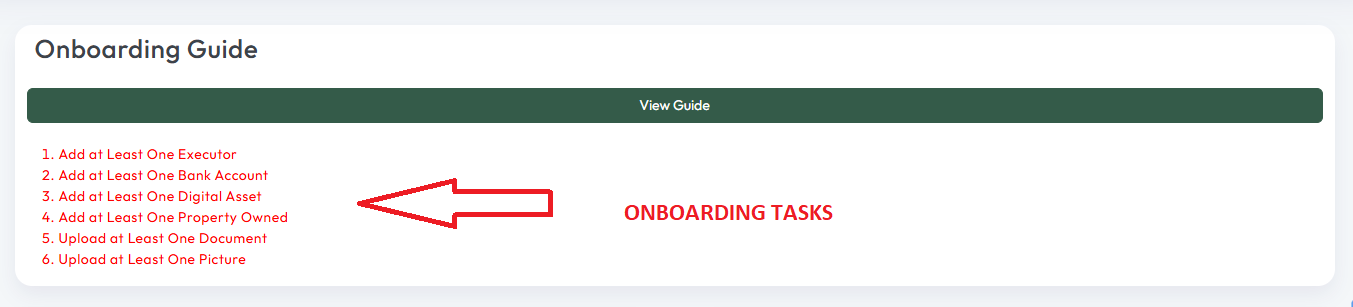 Onboarding Guide
View Guide
1. Add at Least One Executor
2. Add at Least One Bank Account
3. Add at Least One Digital Asset
4. Add at Least One Property Owned
5. Upload at Least One Document
6. Upload at Least One Picture
ONBOARDING TASKS